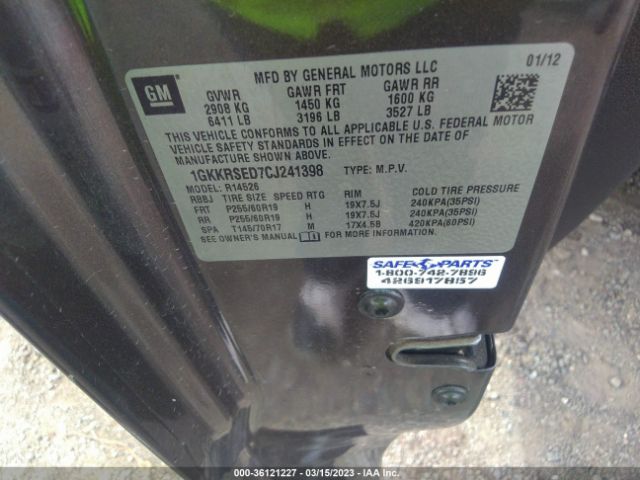 GM
MFD BY GENERAL MOTORS LLC
01/12
GVWR GAWR FRT GAWR RR
2908 KG 1450 KG 1600 KG
6411 LB 3196 LB 3527 LB
THIS VEHICLE CONFORMS TO ALL APPLICABLE U.S. FEDERAL MOTOR
VEHICLE SAFETY STANDARDS IN EFFECT ON THE DATE OF
MANUFACTURE SHOWN ABOVE.
1GKKRSED7CJ241398 TYPE: M.P.V.
MODEL: R14526
RBBJ TIRE SIZE SPEED RTG RIM COLD TIRE PRESSURE
FRT P255/60R19 H 19X7.5J 240KPA(35PSI)
RR P255/60R19 H 19X7.5J 240KPA(35PSI)
SPA T145/70R17 M 17X4.5B 420KPA(60PSI)
SEE OWNER'S MANUAL FOR MORE INFORMATION.
SAFE PARTS
1-800-742-7896
426917857
000-36121227 - 03/15/2023 - IAA Inc.